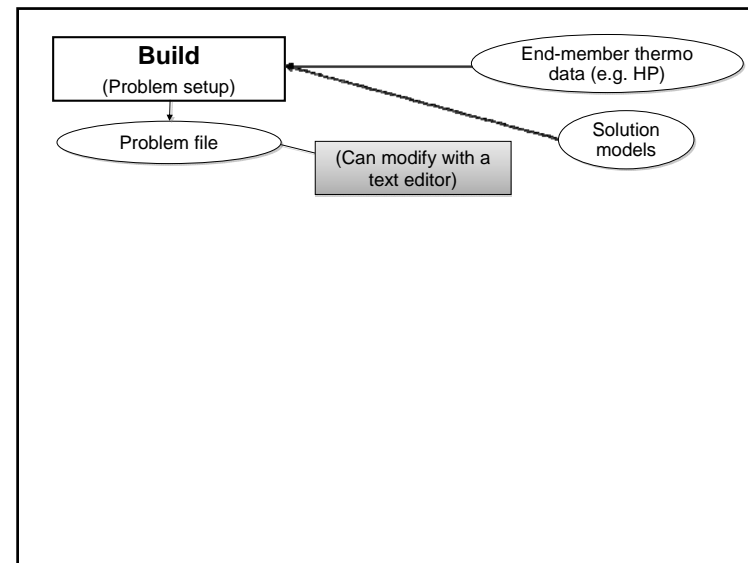 Build
(Problem setup)
End-member thermo
data (e.g. HP)
Problem file
Solution
models
(Can modify with a
text editor)